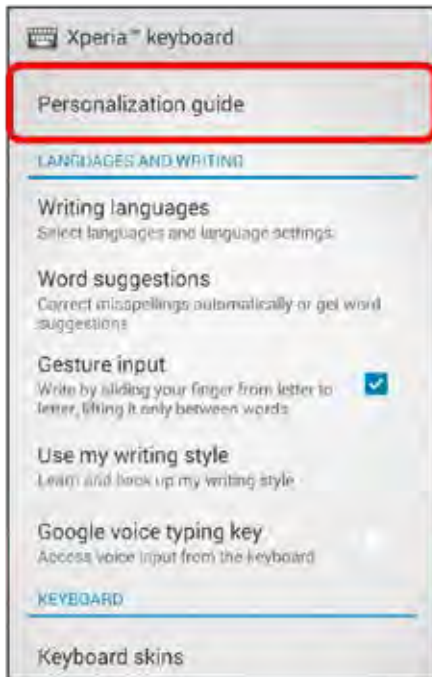 Xperia™ keyboard
Personalization guide
LANGUAGES AND WRITING
Writing languages
Select languages and language settings
Word suggestions
Correct misspellings automatically or get word
suggestions
Gesture input
Write by sliding your finger from letter to
letter, lifting it only between words
Use my writing style
Learn and back up my writing style
Google voice typing key
Access voice input from the keyboard
KEYBOARD
Keyboard skins